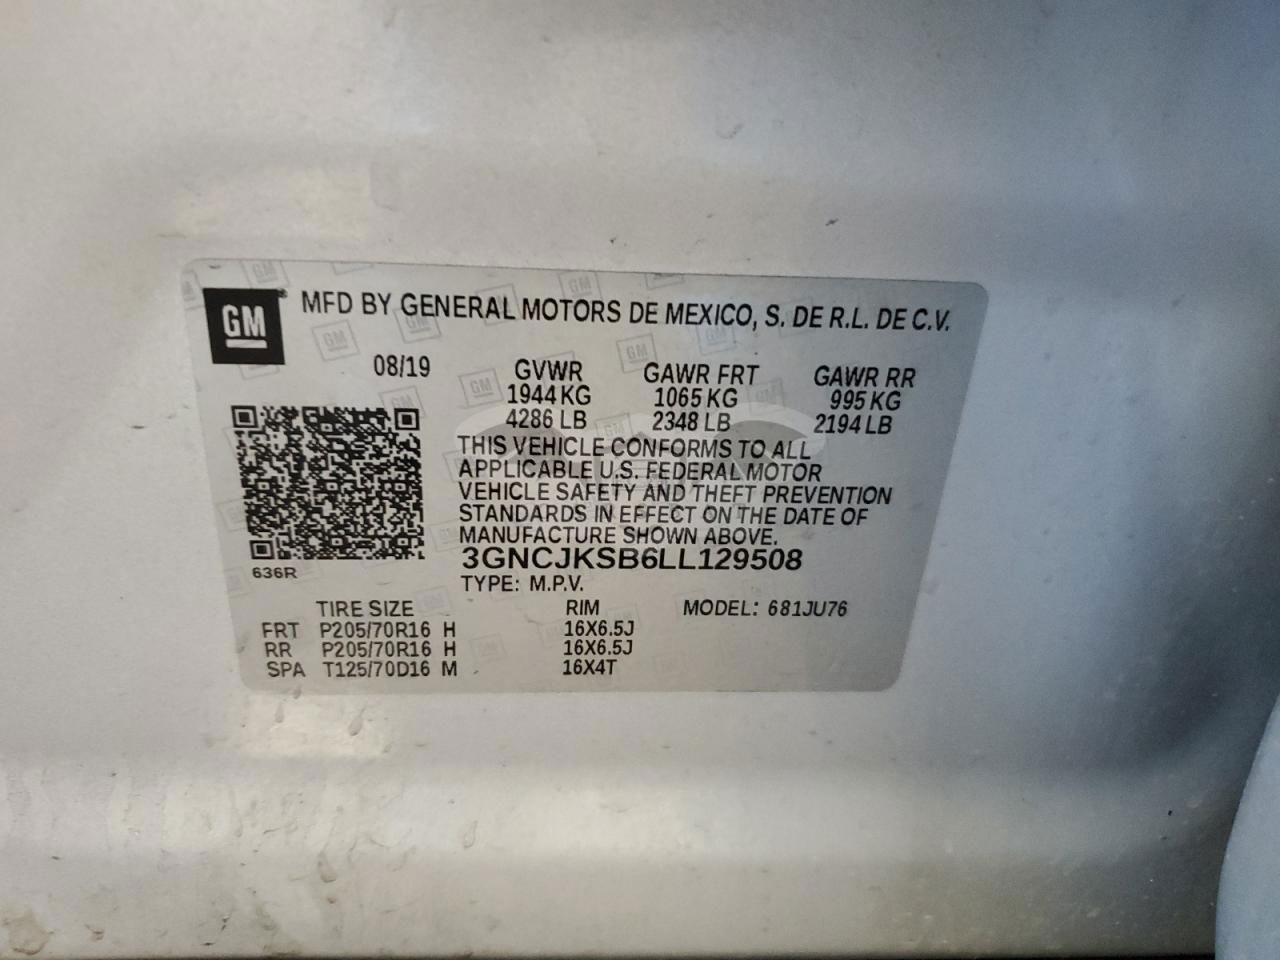 GM MFD BY GENERAL MOTORS DE MEXICO, S. DE R.L. DE C.V.
08/19 GVWR GAWR FRT GAWR RR
1944 KG 1065 KG 995 KG
4286 LB 2348 LB 2194 LB
THIS VEHICLE CONFORMS TO ALL
APPLICABLE U.S. FEDERAL MOTOR
VEHICLE SAFETY AND THEFT PREVENTION
STANDARDS IN EFFECT ON THE DATE OF
MANUFACTURE SHOWN ABOVE.
3GNCJKSB6LL129508
636R
TYPE: M.P.V.
TIRE SIZE RIM MODEL: 681JU76
FRT P205/70R16 H 16X6.5J
RR P205/70R16 H 16X6.5J
SPA T125/70D16 M 16X4T